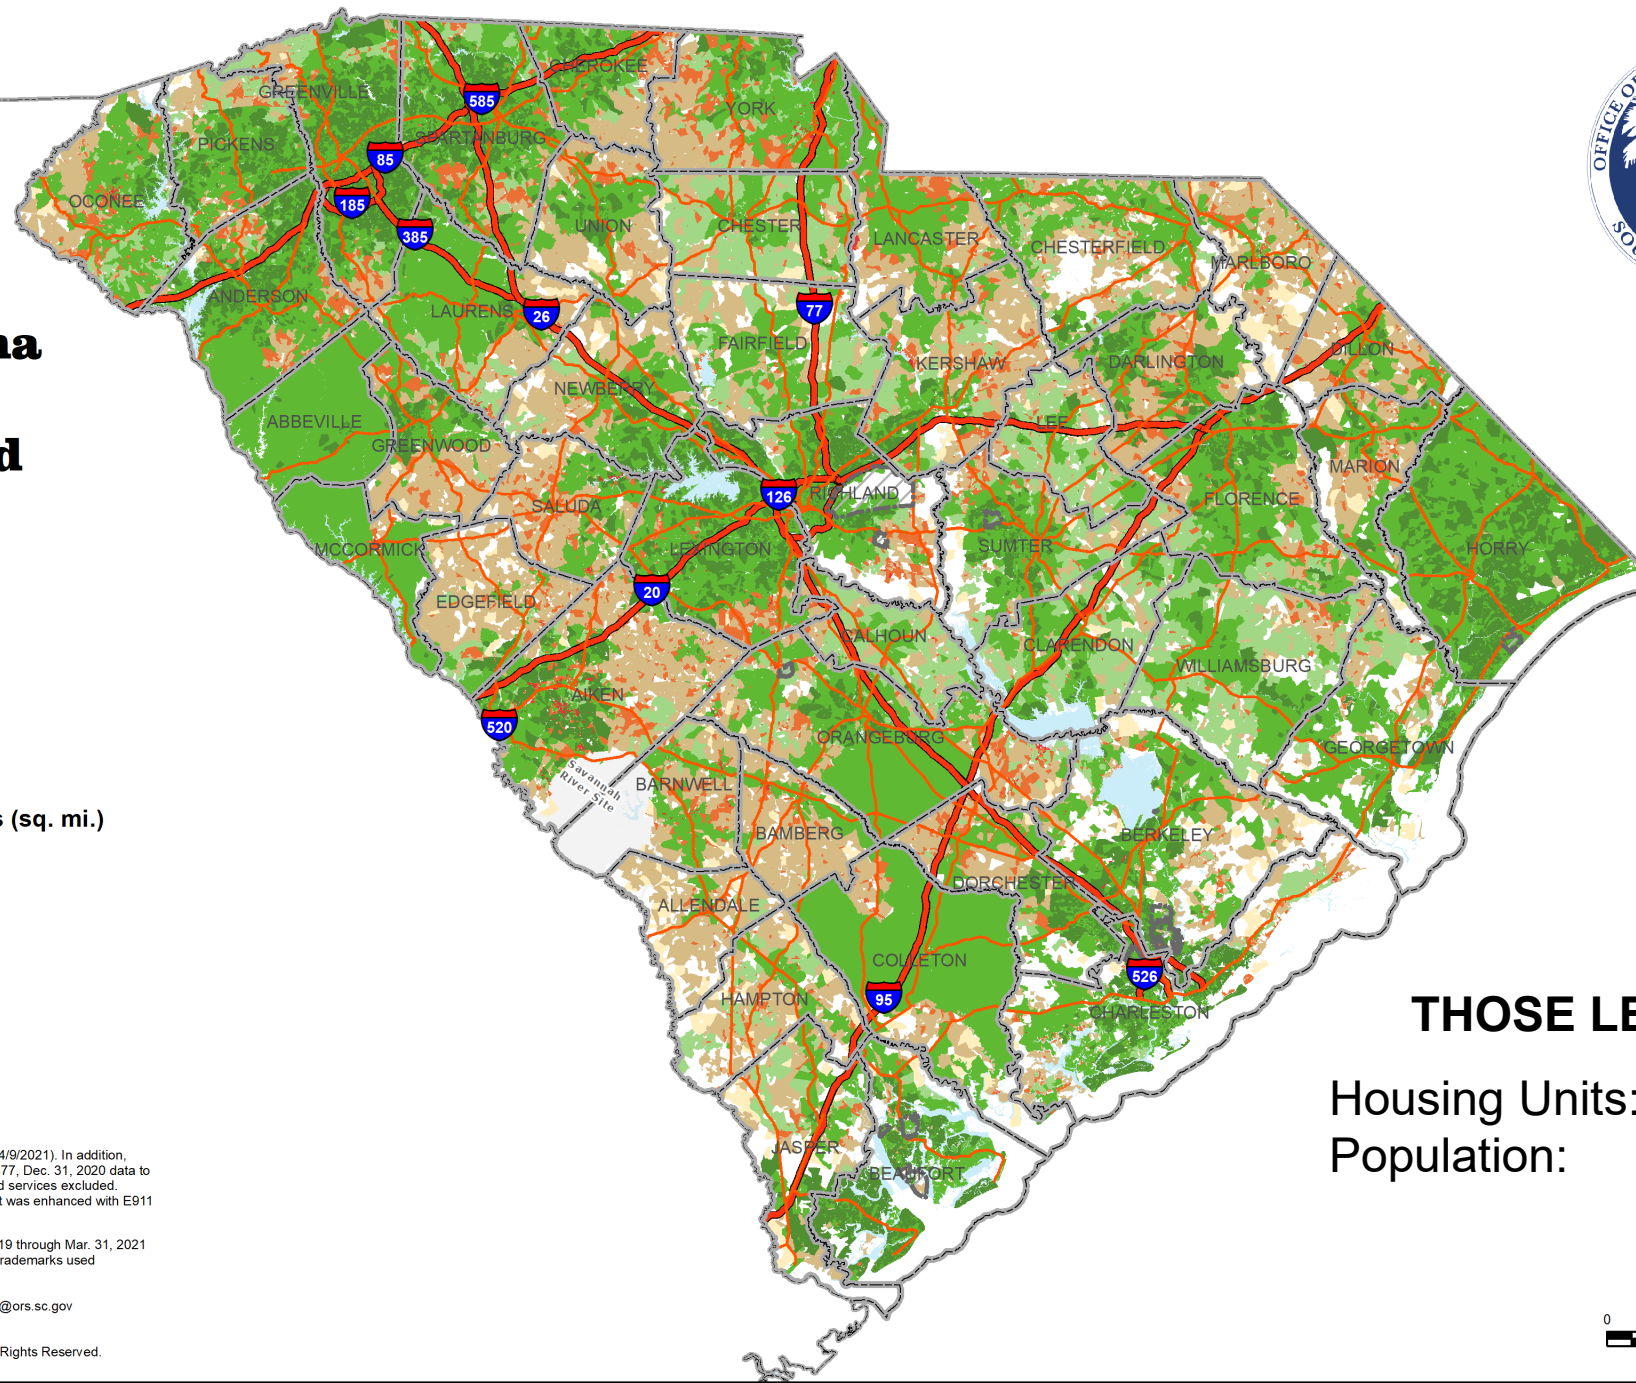 OFFICE OF
SO
CHEROKEE
GREENVILLE
585
YORK
SPARTANBURG
PICKENS
85
OCONEE
185
385
UNION
CHESTER
LANCASTER
CHESTERFIELD
MARLBORO
ANDERSON
LAURENS
26
77
na
FAIRFIELD
DILLON
KERSHAW
DARLINGTON
NEWBERRY
ABBEVILLE
LEE
GREENWOOD
d
MARION
126
RICHLAND
FLORENCE
SALUDA
MCCORMICK
LEXINGTON
SUMTER
HORRY
20
EDGEFIELD
CALHOUN
CLARENDON
WILLIAMSBURG
AIKEN
520
ORANGEBURG
GEORGETOWN
Savannah
River Site
BARNWELL
s (sq. mi.)
BAMBERG
BERKELEY
DORCHESTER
ALLENDALE
COLLETON
526
HAMPTON
95
CHARLESTON
THOSE LE
Housing Units:
JASPER
Population:
BEAUFORT
4/9/2021). In addition,
77, Dec. 31, 2020 data to
d services excluded.
t was enhanced with E911
19 through Mar. 31, 2021
rademarks used
@ors.sc.gov
0
Rights Reserved.